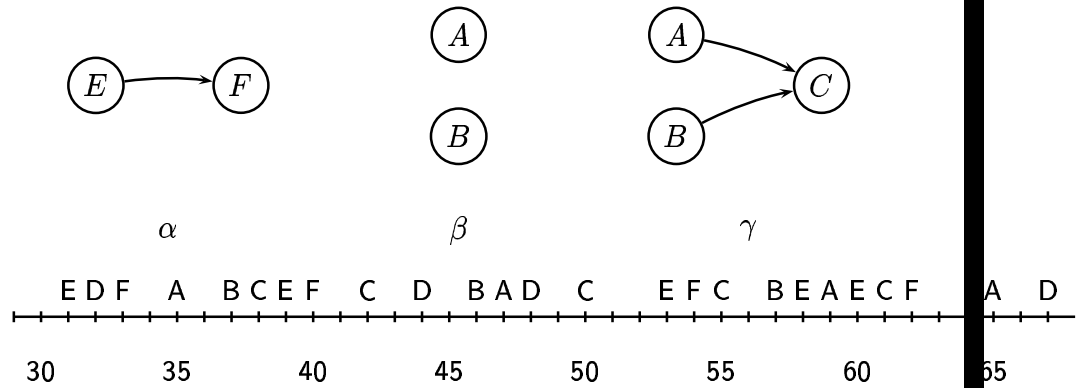 A A
E F C
B B
α β γ
E D F A B C E F C D B A D C E F C B E A E C F A D
30 35 40 45 50 55 60 65